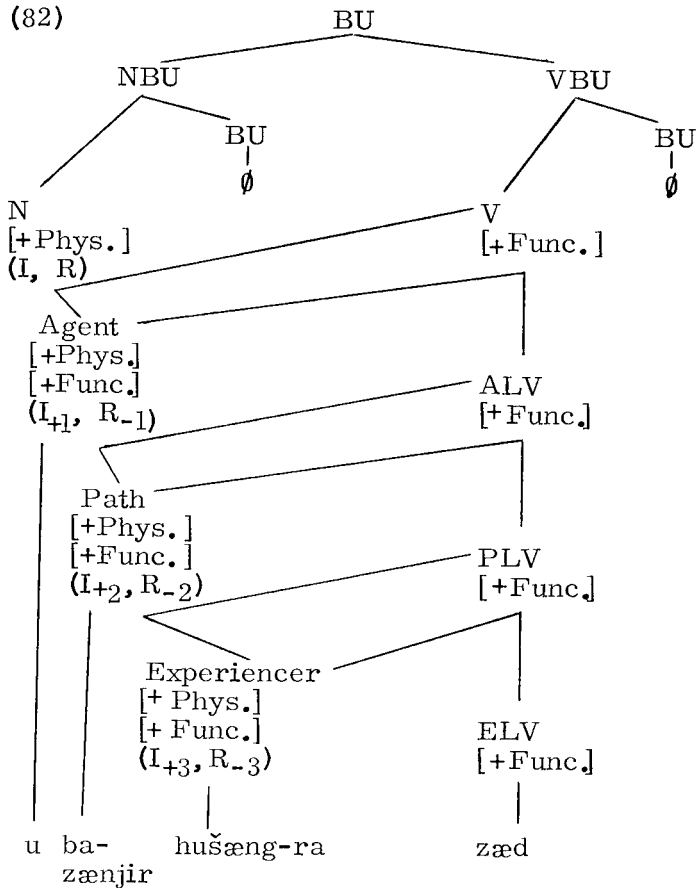 (82)
BU
NBU VBU
BU BU
∅ ∅
N V
[+Phys.] [+Func.]
(I, R)
Agent
[+Phys.]
[+Func.] ALV
(I+1, R-1) [+Func.]
Path
[+Phys.]
[+Func.] PLV
(I+2, R-2) [+Func.]
Experiencer
[+ Phys.]
[+ Func.] ELV
(I+3, R-3) [+Func.]
u ba- hušæng-ra zæd
zænjir